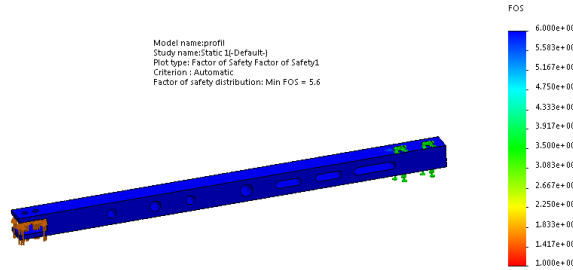 FOS
Model name:profil
Study name:Static 1(-Default-)
Plot type: Factor of Safety Factor of Safety1
Criterion : Automatic
Factor of safety distribution: Min FOS = 5.6
6.000e+00
5.583e+00
5.167e+00
4.750e+00
4.333e+00
3.917e+00
3.500e+00
3.083e+00
2.667e+00
2.250e+00
1.833e+00
1.417e+00
1.000e+00